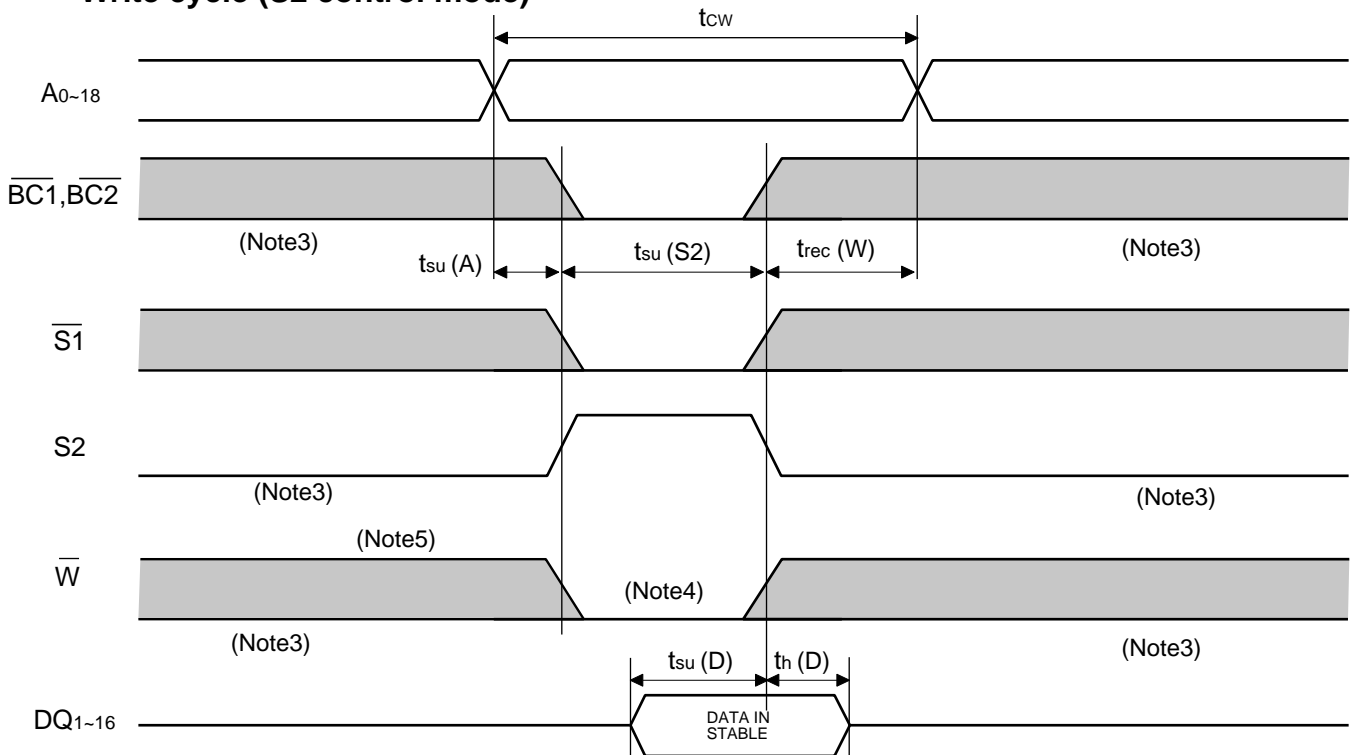 Write cycle (S2 control mode)
tCW
A0~18
BC1,BC2
(Note3)
tsu (A)
tsu (S2)
trec (W)
(Note3)
S1
S2
(Note3)
(Note3)
(Note5)
W
(Note4)
(Note3)
(Note3)
tsu (D)
th (D)
DQ1~16
DATA IN
STABLE